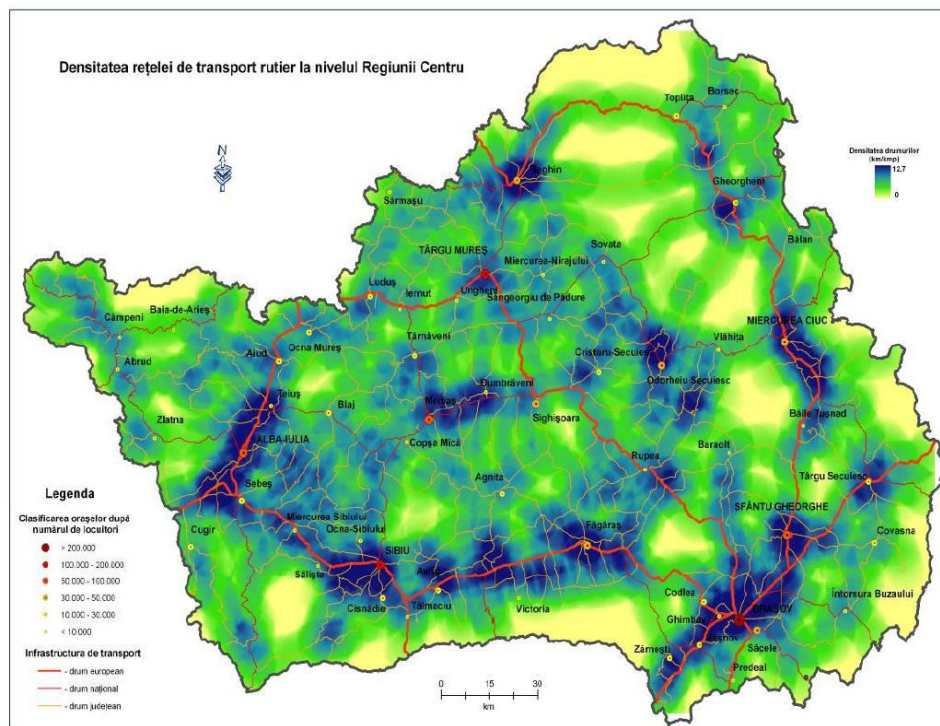 Densitatea rețelei de transport rutier la nivelul Regiunii Centru
N
Borsec
Toplița
Densitatea drumurilor
(km/kmp)
12,7
0
Reghin
Gheorgheni
Sărmașu
Bălan
Sovata
TÂRGU MUREȘ
Miercurea-Nirajului
Luduș
Iernut
Ungheni
Sângeorgiu de Pădure
Baia-de-Arieș
Câmpeni
MIERCUREA CIUC
Ocna Mureș
Târnăveni
Vlăhița
Abrud
Aiud
Cristuru-Secuiesc
Dumbrăveni
Odorheiu Secuiesc
Teiuș
Blaj
Mediaș
Sighișoara
Zlatna
Băile Tușnad
ALBA-IULIA
Copșa Mică
Baraolt
Rupea
Târgu Secuiesc
Sebeș
Agnita
SFÂNTU GHEORGHE
Miercurea Sibiului
Ocna-Sibiului
Făgăraș
Covasna
Cugir
SIBIU
Săliște
Avrig
Cisnădie
Tălmaciu
Victoria
Codlea
Întorsura Buzaului
Ghimbav
BRAȘOV
Râșnov
Săcele
Zărnești
Predeal
Legenda
Clasificarea orașelor după
numărul de locuitori
> 200.000
100.000 - 200.000
50.000 - 100.000
30.000 - 50.000
10.000 - 30.000
< 10.000
Infrastructura de transport
- drum european
- drum național
- drum județean
0 15 30
km